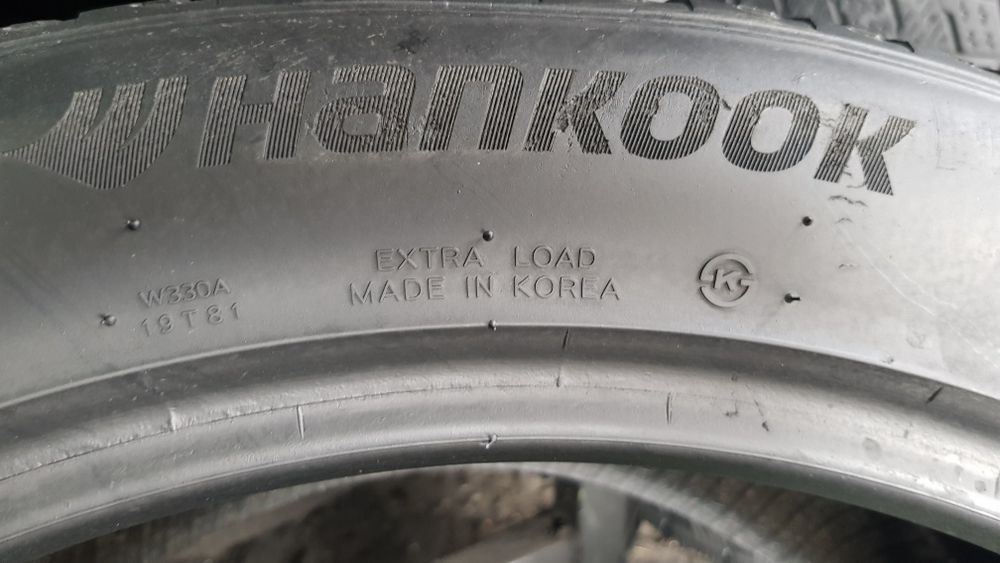 Hankook
W330A
19T81
EXTRA LOAD
MADE IN KOREA
K